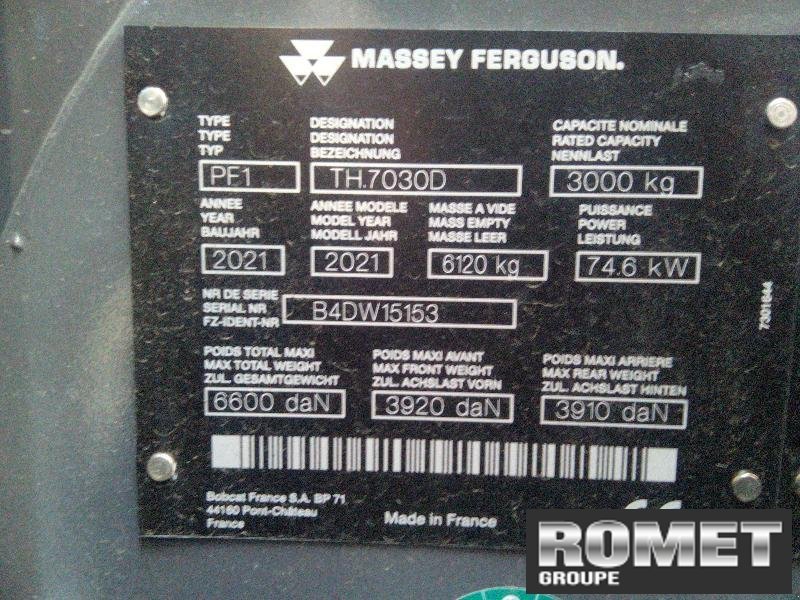 MASSEY FERGUSON.
TYPE DESIGNATION CAPACITE NOMINALE
TYPE DESIGNATION RATED CAPACITY
TYP BEZEICHNUNG NENNLAST
PF1 TH.7030D 3000 kg
ANNEE ANNEE MODELE MASSE A VIDE PUISSANCE
YEAR MODEL YEAR MASS EMPTY POWER
BAUJAHR MODELL JAHR MASSE LEER LEISTUNG
2021 2021 6120 kg 74.6 kW
NR DE SERIE
SERIAL NR
FZ-IDENT-NR
B4DW15153
7301644
POIDS TOTAL MAXI POIDS MAXI AVANT POIDS MAXI ARRIERE
MAX TOTAL WEIGHT MAX FRONT WEIGHT MAX REAR WEIGHT
ZUL. GESAMTGEWICHT ZUL. ACHSLAST VORN ZUL. ACHSLAST HINTEN
6600 daN 3920 daN 3910 daN
Bobcat France S.A. BP 71
44160 Pont-Château
France
Made in France
ROMET
GROUPE